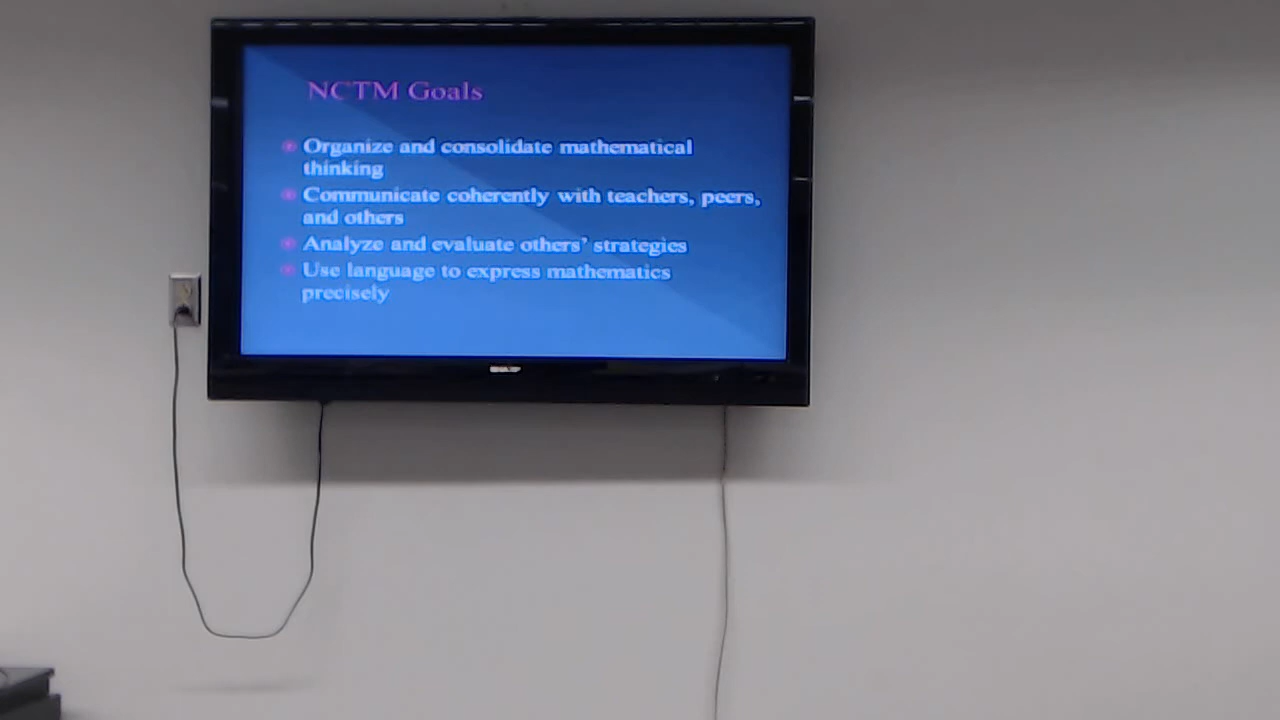 NCTM Goals
Organize and consolidate mathematical
thinking
Communicate coherently with teachers, peers,
and others
Analyze and evaluate others' strategies
Use language to express mathematics
precisely
SHARP